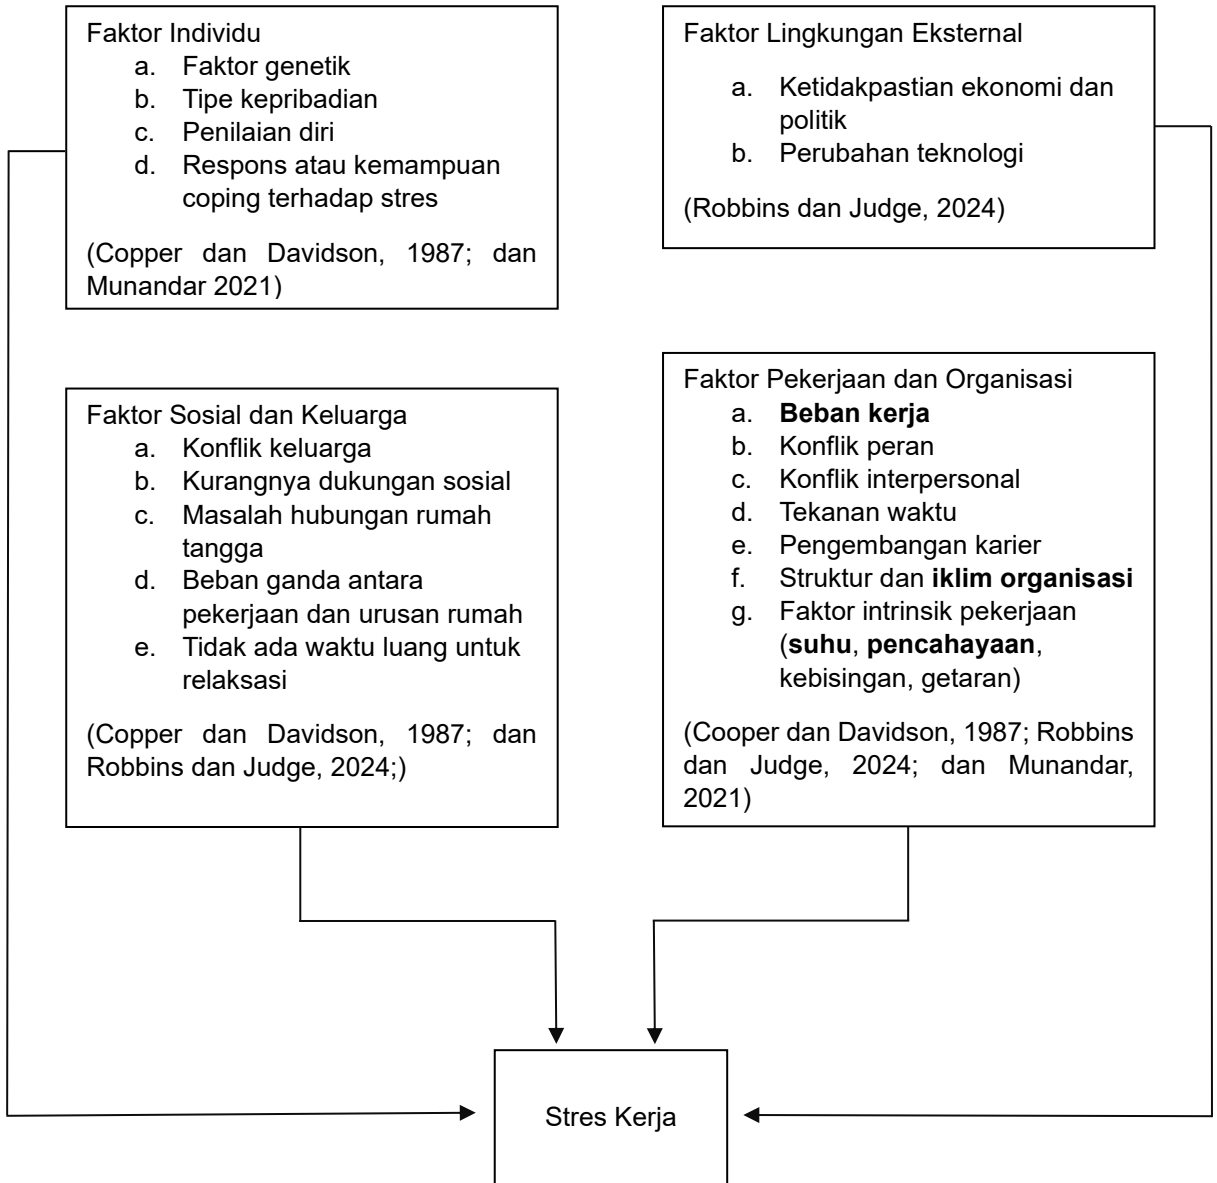 Faktor Individu
a. Faktor genetik
b. Tipe kepribadian
c. Penilaian diri
d. Respons atau kemampuan
coping terhadap stres
(Copper dan Davidson, 1987; dan
Munandar 2021)
Faktor Lingkungan Eksternal
a. Ketidakpastian ekonomi dan
politik
b. Perubahan teknologi
(Robbins dan Judge, 2024)
Faktor Sosial dan Keluarga
a. Konflik keluarga
b. Kurangnya dukungan sosial
c. Masalah hubungan rumah
tangga
d. Beban ganda antara
pekerjaan dan urusan rumah
e. Tidak ada waktu luang untuk
relaksasi
(Copper dan Davidson, 1987; dan
Robbins dan Judge, 2024;)
Faktor Pekerjaan dan Organisasi
a. Beban kerja
b. Konflik peran
c. Konflik interpersonal
d. Tekanan waktu
e. Pengembangan karier
f. Struktur dan iklim organisasi
g. Faktor intrinsik pekerjaan
(suhu, pencahayaan,
kebisingan, getaran)
(Cooper dan Davidson, 1987; Robbins
dan Judge, 2024; dan Munandar,
2021)
Stres Kerja